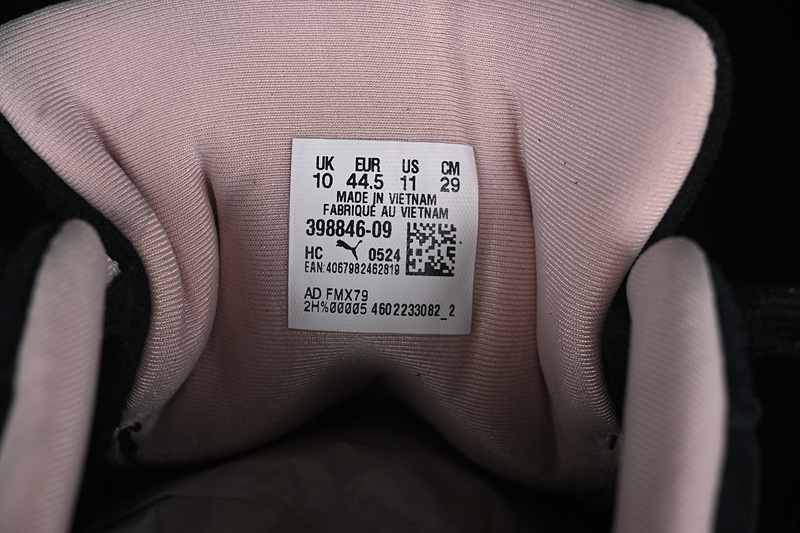 UK EUR US CM
10 44.5 11 29
MADE IN VIETNAM
FABRIQUÉ AU VIETNAM
398846-09
HC 0524
EAN:4067982462819
AD FMX79
2H%00005 4602233082_2